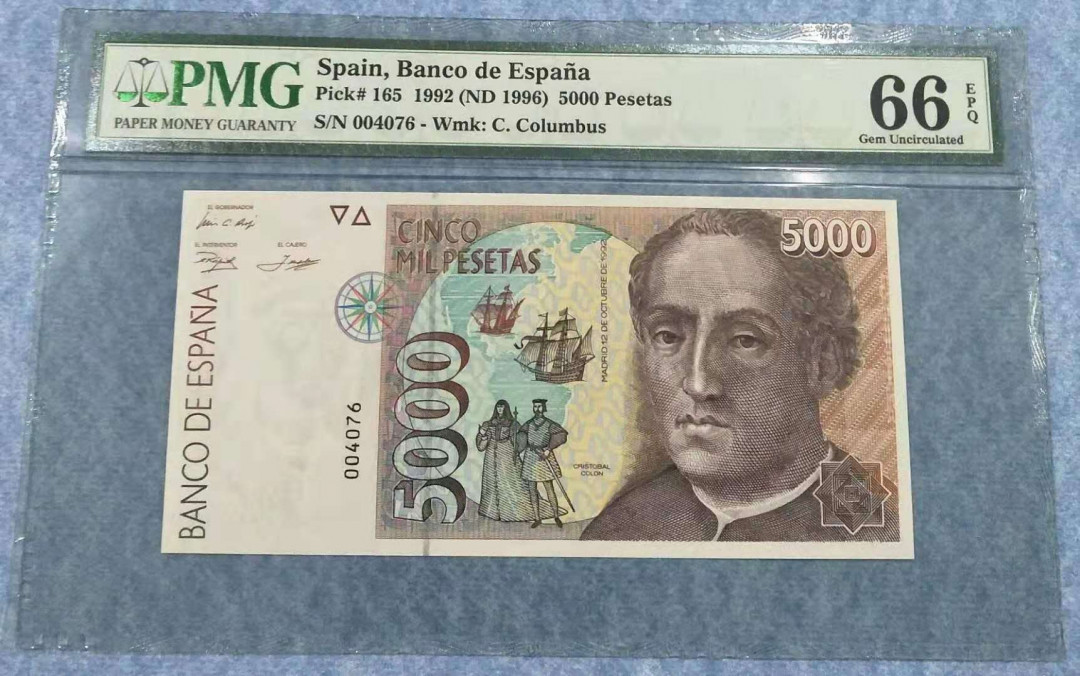 PMG
PAPER MONEY GUARANTY
Spain, Banco de España
Pick# 165 1992 (ND 1996) 5000 Pesetas
S/N 004076 - Wmk: C. Columbus
66
EPQ
Gem Uncirculated
EL GOBERNADOR
EL INTERVENTOR
EL CAJERO
BANCO DE ESPAÑA
004076
CINCO
MIL PESETAS
5000
5000
MADRID 12 DE OCTUBRE DE 1992
CRISTOBAL
COLON